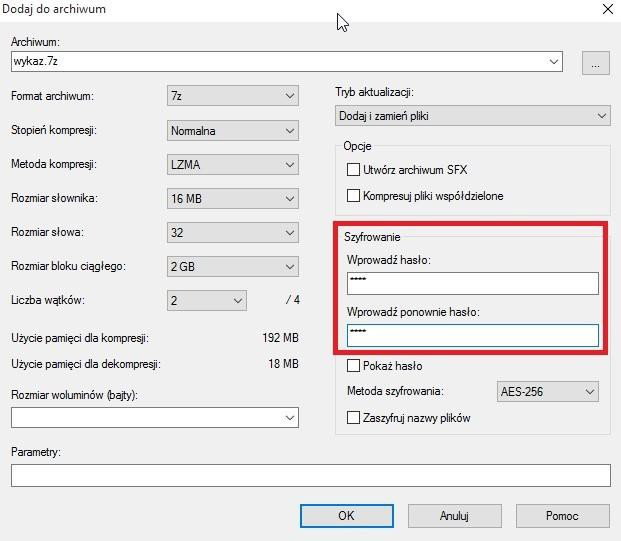 Dodaj do archiwum
Archiwum:
wykaz.7z
...
Format archiwum:
7z
Stopień kompresji:
Normalna
Metoda kompresji:
LZMA
Rozmiar słownika:
16 MB
Rozmiar słowa:
32
Rozmiar bloku ciągłego:
2 GB
Liczba wątków:
2
/ 4
Użycie pamięci dla kompresji:
192 MB
Użycie pamięci dla dekompresji:
18 MB
Rozmiar woluminów (bajty):
Tryb aktualizacji:
Dodaj i zamień pliki
Opcje
Utwórz archiwum SFX
Kompresuj pliki współdzielone
Szyfrowanie
Wprowadź hasło:
****
Wprowadź ponownie hasło:
****
Pokaż hasło
Metoda szyfrowania:
AES-256
Zaszyfruj nazwy plików
Parametry:
OK
Anuluj
Pomoc